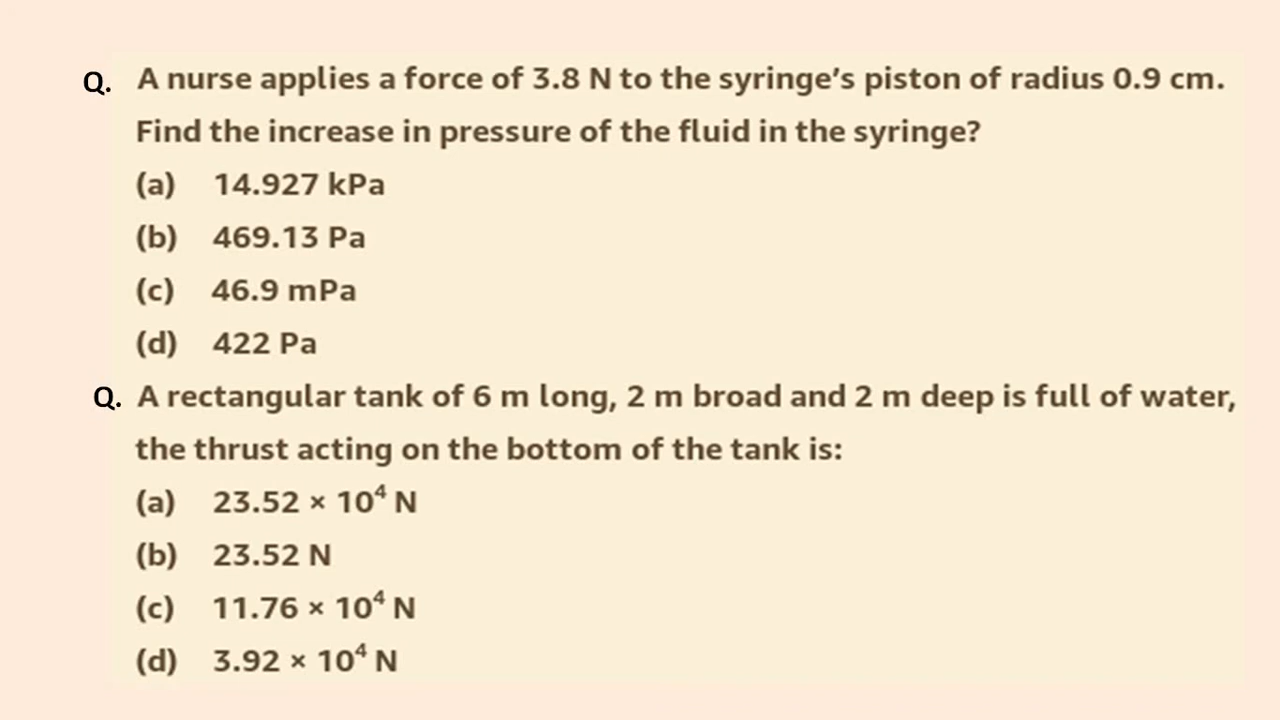 Q. A nurse applies a force of 3.8 N to the syringe’s piston of radius 0.9 cm.
Find the increase in pressure of the fluid in the syringe?
(a) 14.927 kPa
(b) 469.13 Pa
(c) 46.9 mPa
(d) 422 Pa
Q. A rectangular tank of 6 m long, 2 m broad and 2 m deep is full of water,
the thrust acting on the bottom of the tank is:
(a) 23.52 × 10⁴ N
(b) 23.52 N
(c) 11.76 × 10⁴ N
(d) 3.92 × 10⁴ N